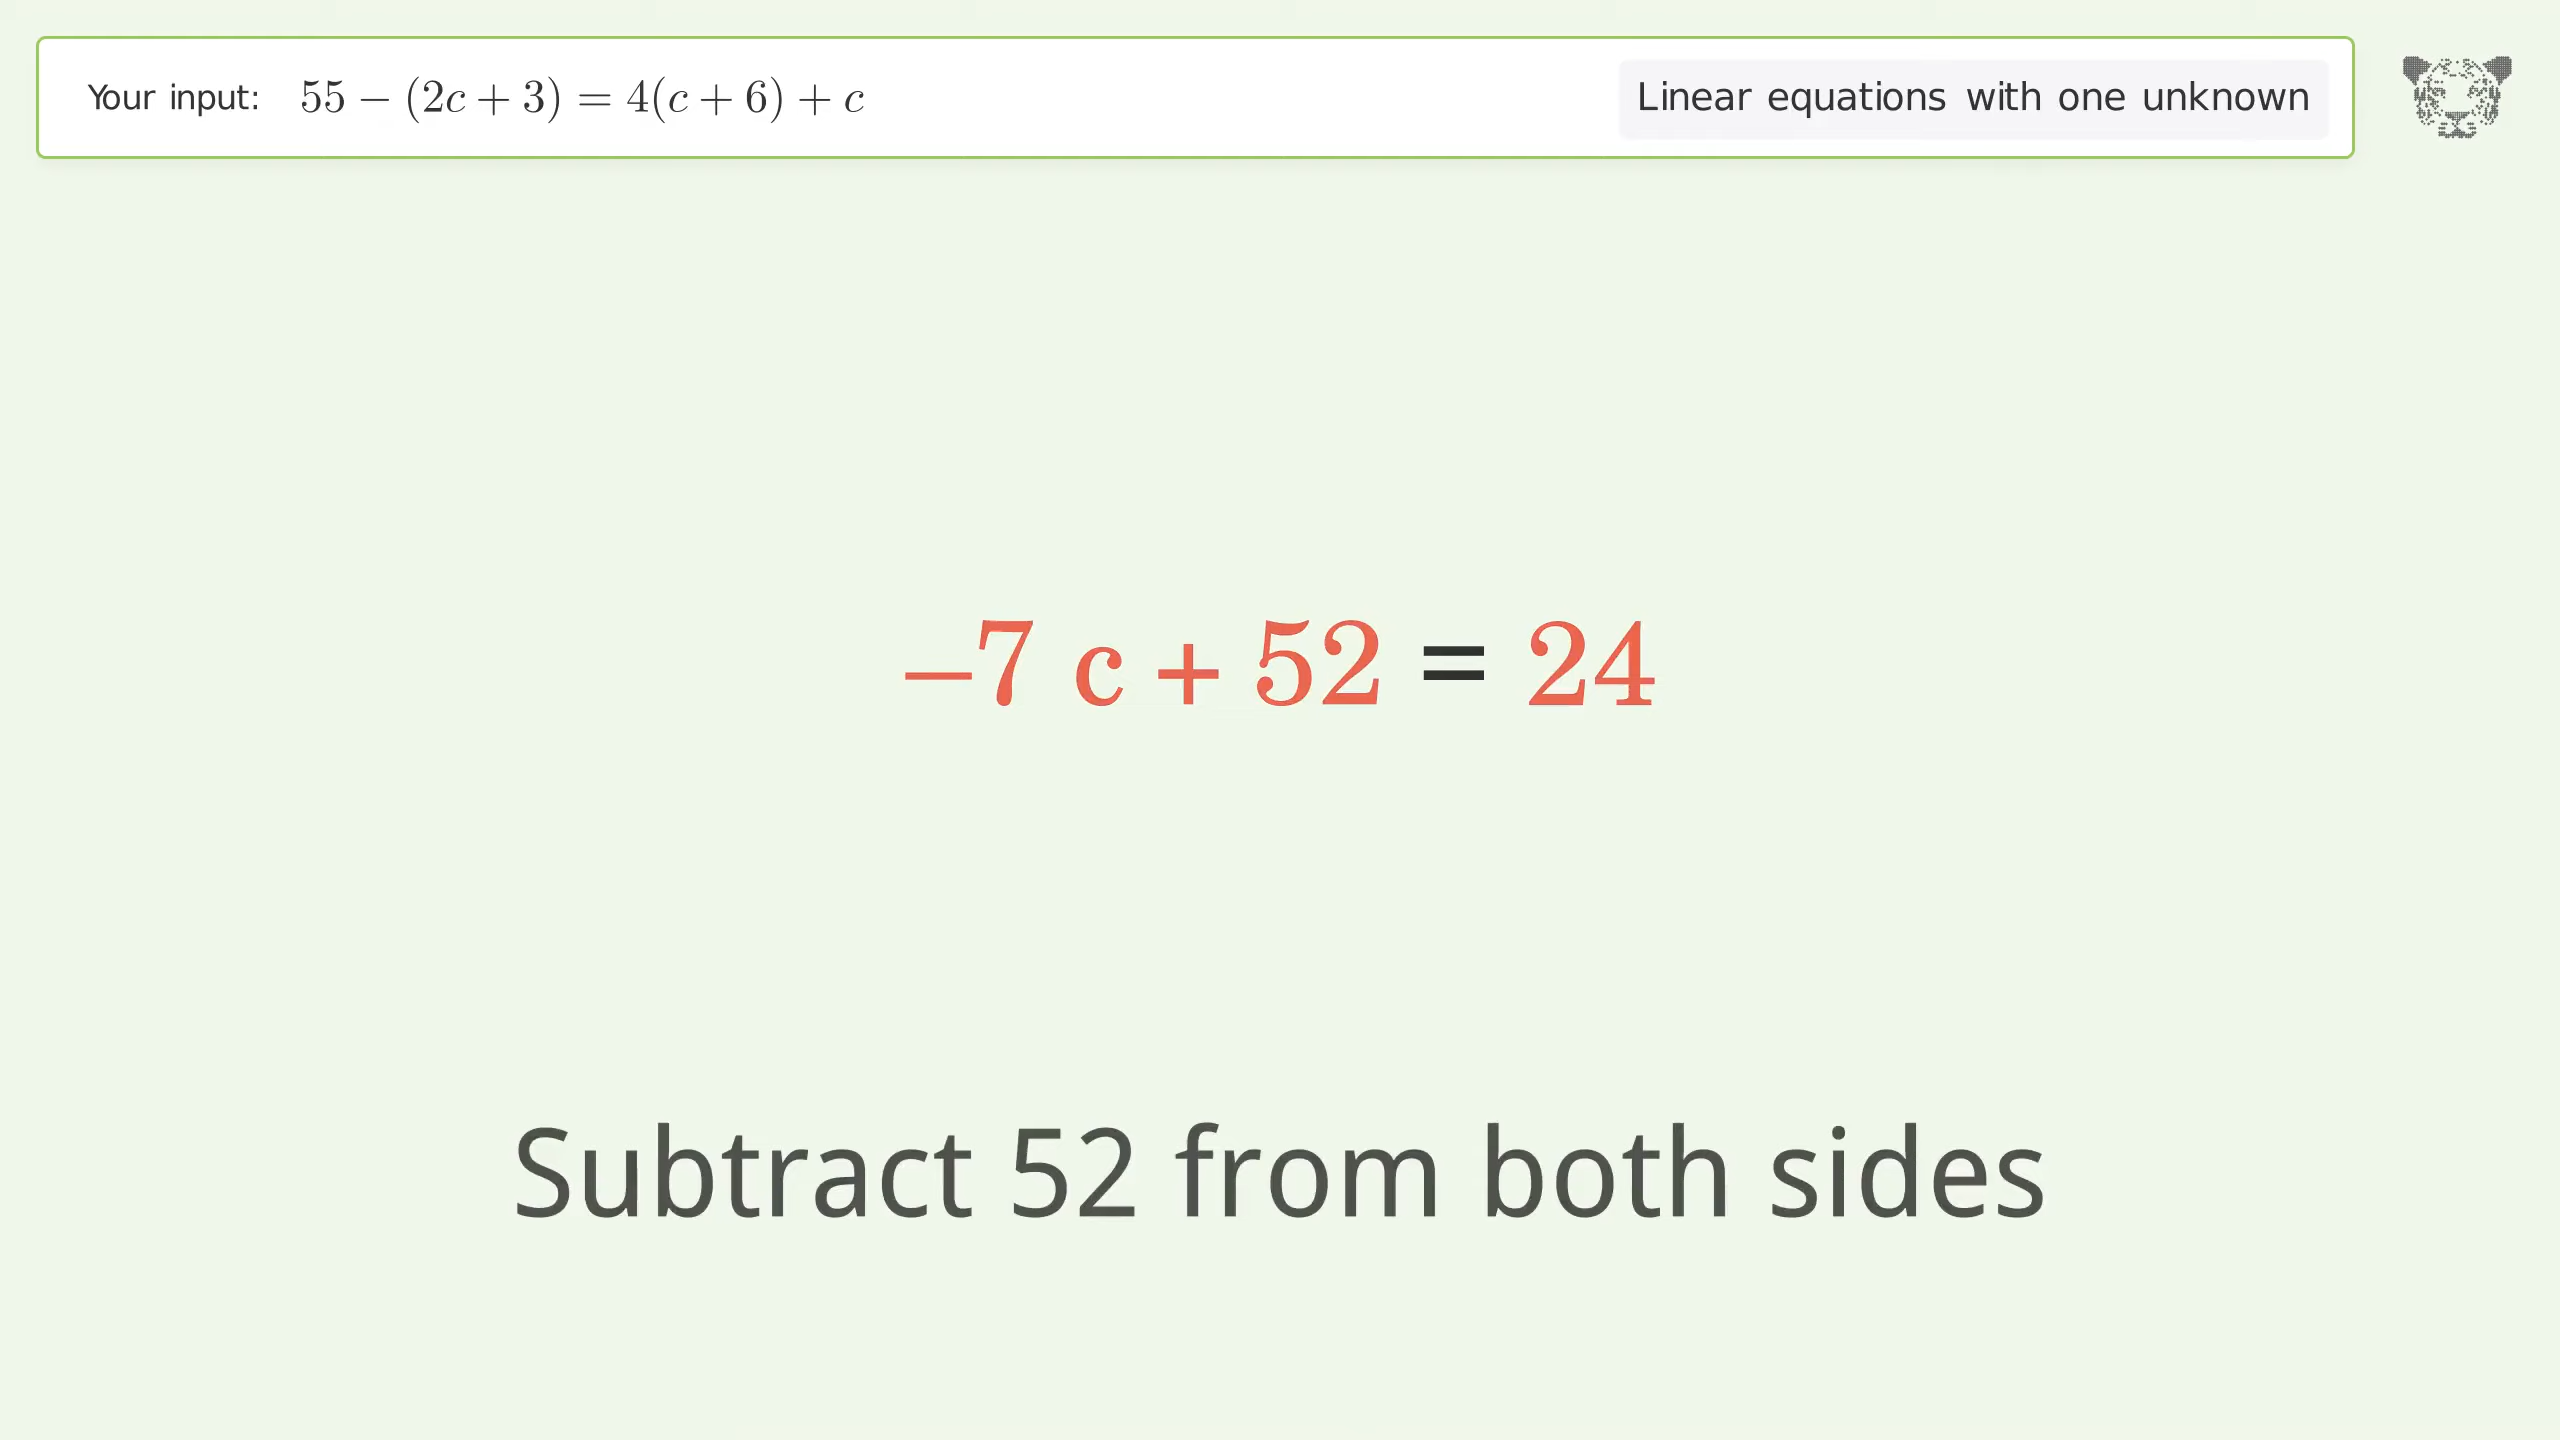 Your input: 55 − (2c + 3) = 4(c + 6) + c Linear equations with one unknown
−7 c + 52 = 24
Subtract 52 from both sides